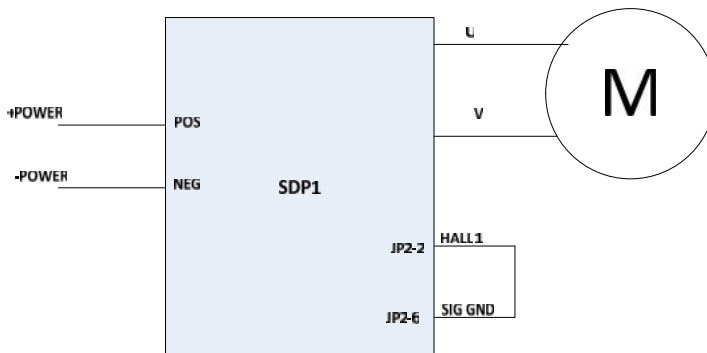 U
M
+POWER
POS
V
-POWER
NEG
SDP1
JP2-2
HALL1
JP2-6
SIG GND